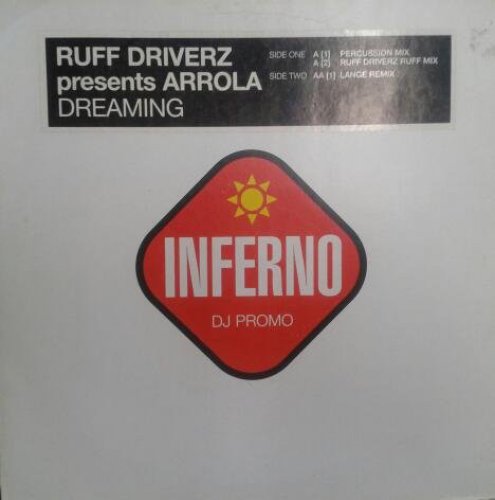 RUFF DRIVERZ
presents ARROLA
DREAMING
SIDE ONE A [1] PERCUSSION MIX
A [2] RUFF DRIVERZ RUFF MIX
SIDE TWO AA [1] LANGE REMIX
INFERNO
DJ PROMO